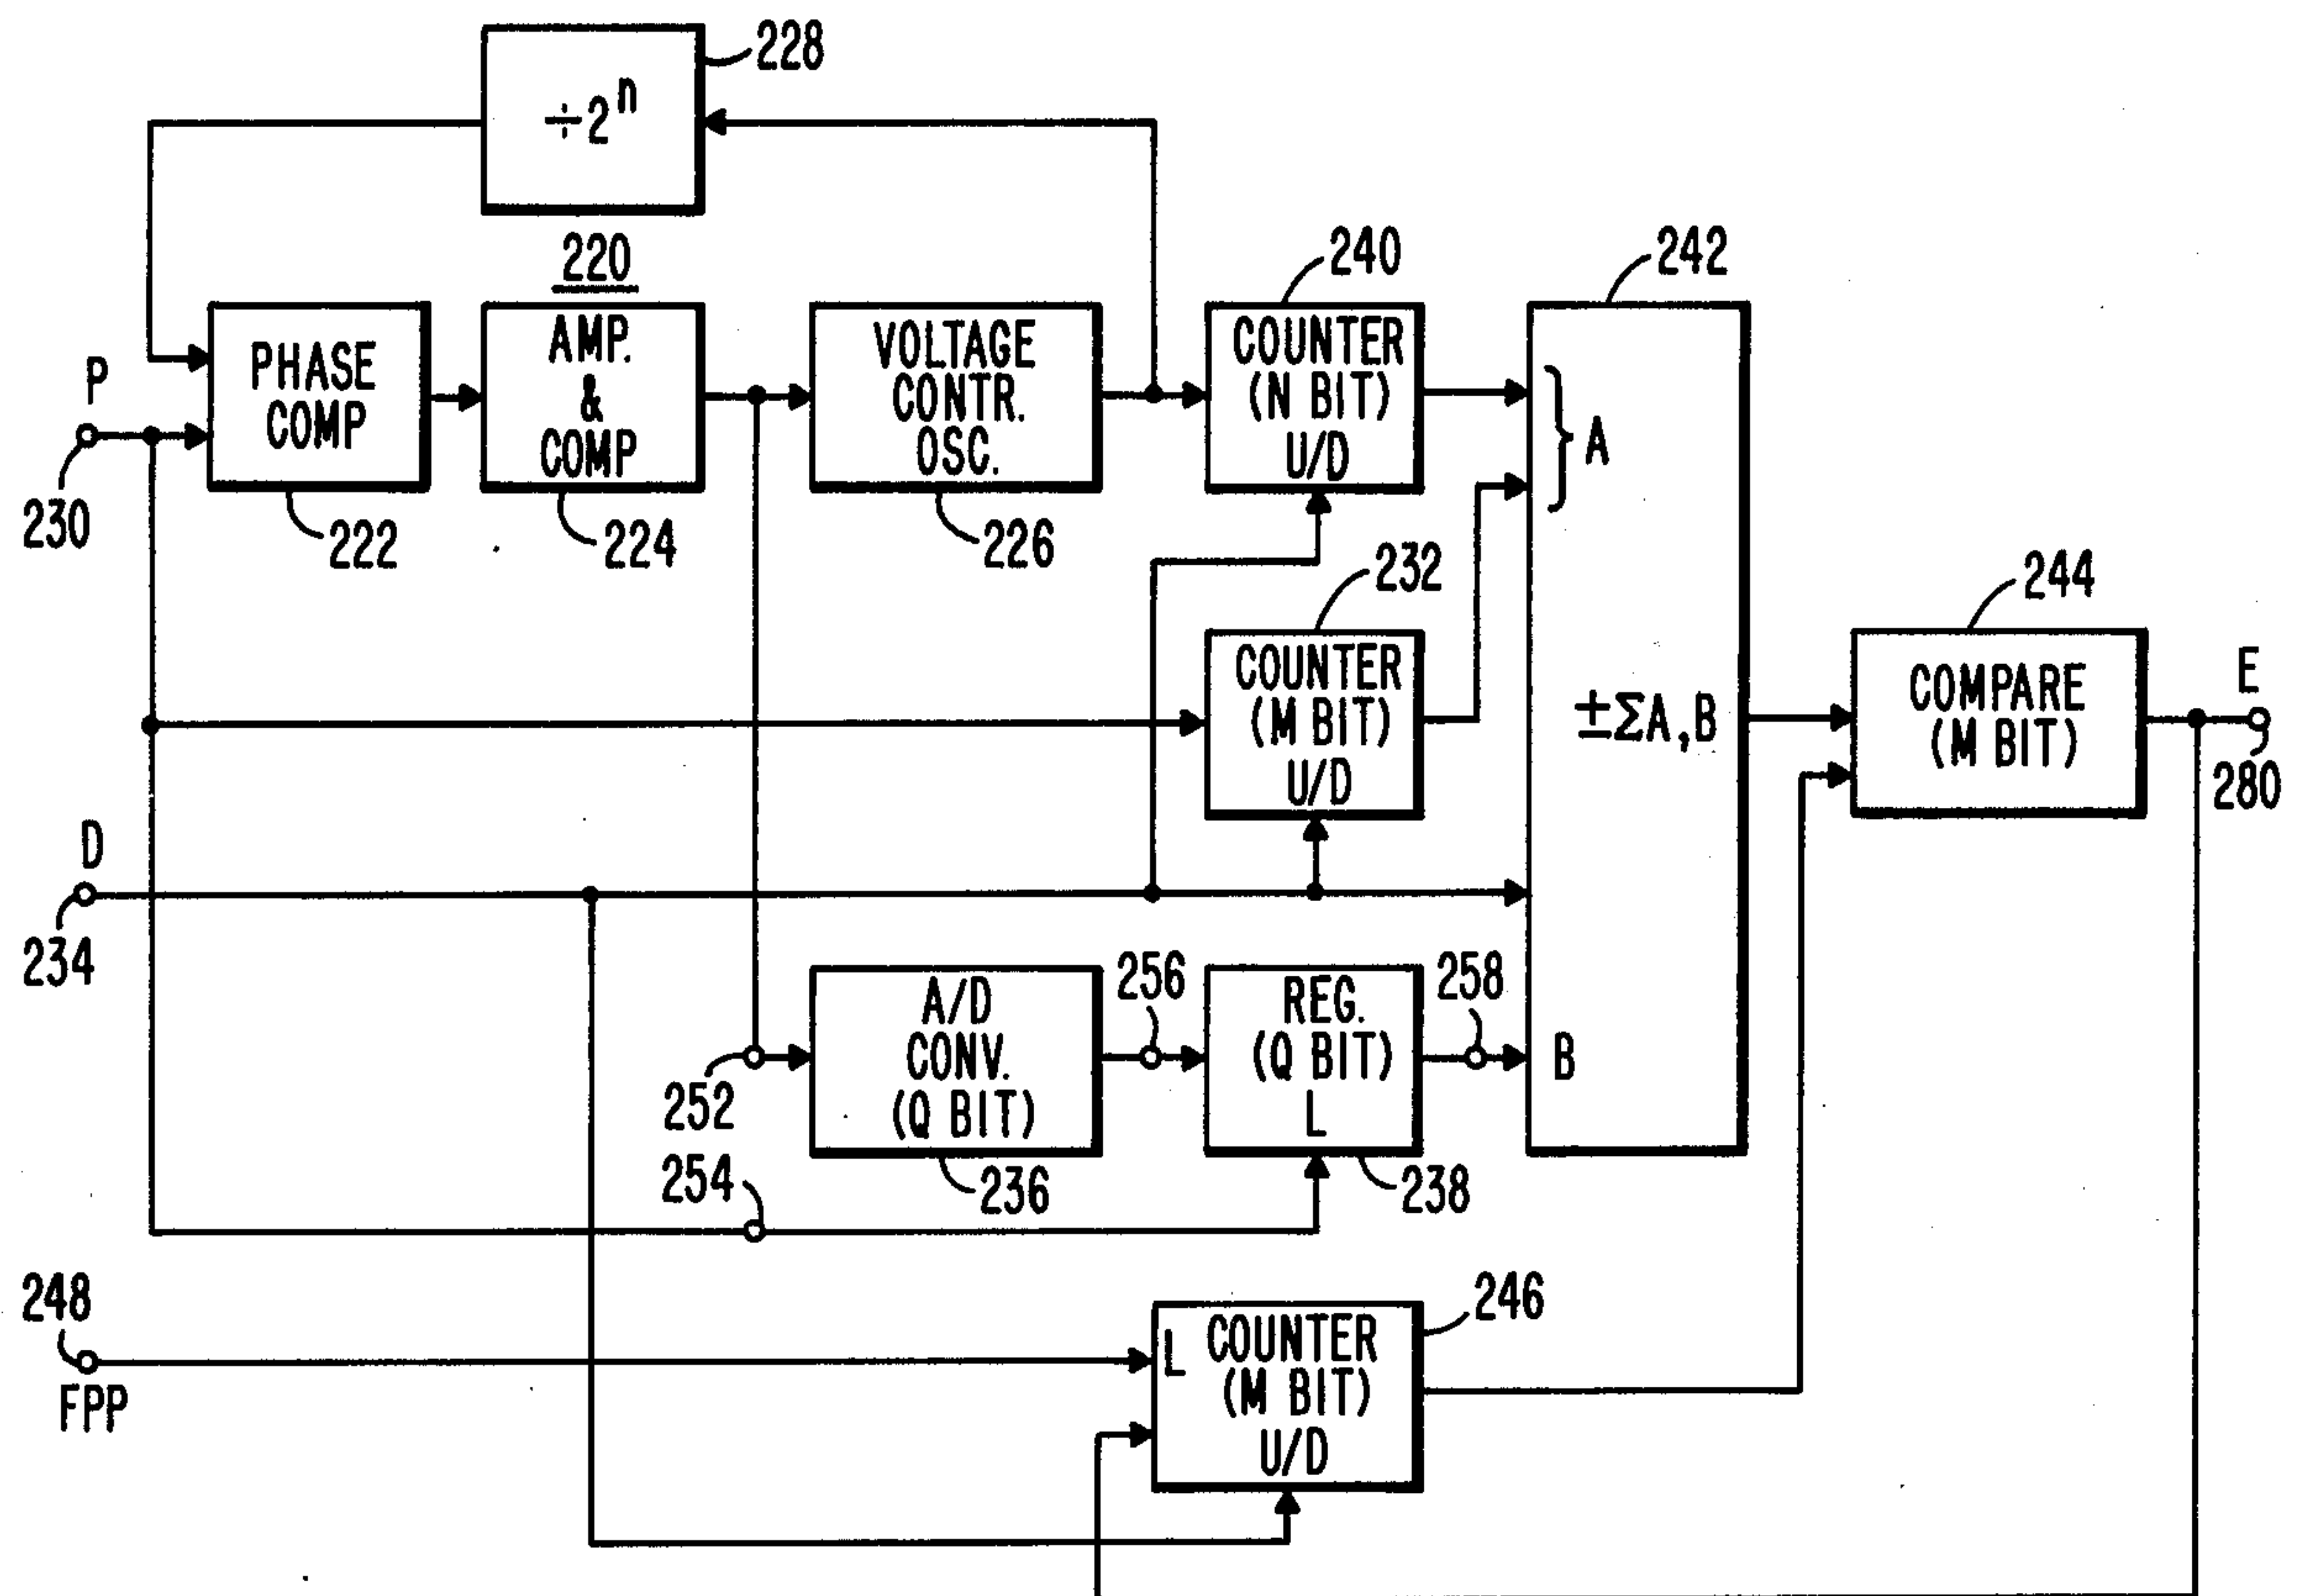 228
÷2ⁿ
220
240
242
P
PHASE
COMP
AMP.
&
COMP
VOLTAGE
CONTR.
OSC.
COUNTER
(N BIT)
U/D
A
230
222
224
226
232
244
COUNTER
(M BIT)
U/D
±ΣA,B
COMPARE
(M BIT)
E
280
D
234
A/D
CONV.
(Q BIT)
256
REG.
(Q BIT)
L
258
B
252
254
236
238
248
FPP
246
L COUNTER
(M BIT)
U/D